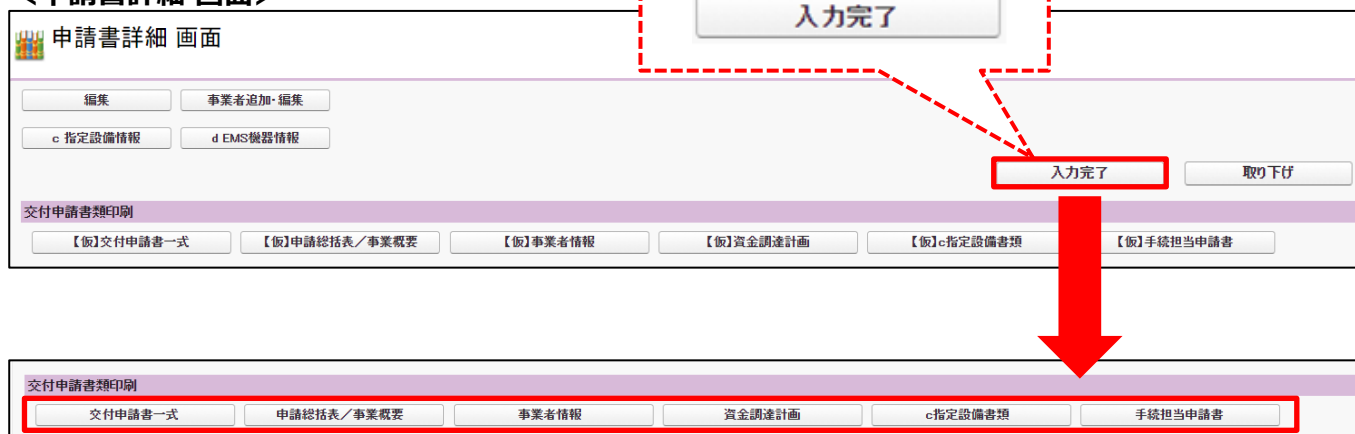 ＜申請書詳細 画面＞
入力完了
申請書詳細 画面
編集 事業者追加・編集
c 指定設備情報 d EMS機器情報
入力完了 取り下げ
交付申請書類印刷
【仮】交付申請書一式 【仮】申請総括表／事業概要 【仮】事業者情報 【仮】資金調達計画 【仮】c指定設備書類 【仮】手続担当申請書
交付申請書類印刷
交付申請書一式 申請総括表／事業概要 事業者情報 資金調達計画 c指定設備書類 手続担当申請書